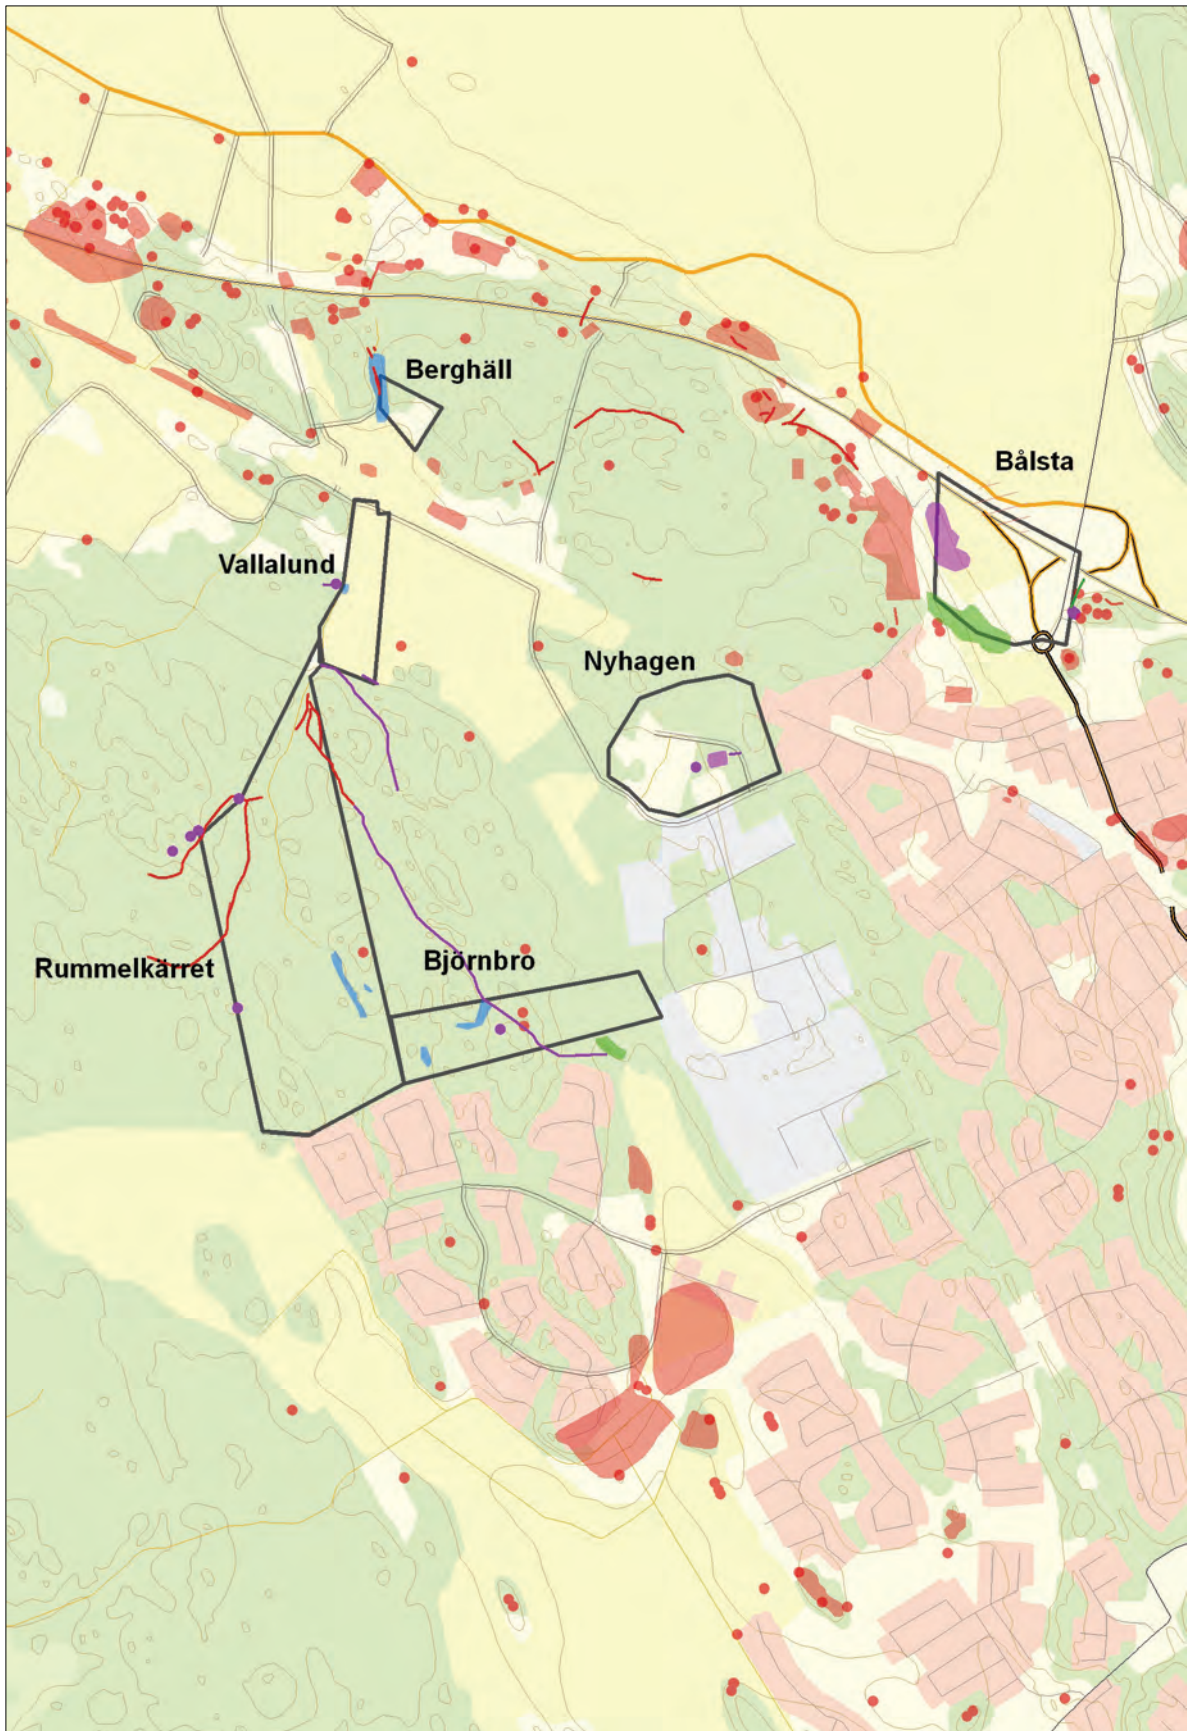 Berghäll
Bålsta
Vallalund
Nyhagen
Björnbro
Rummelkärret